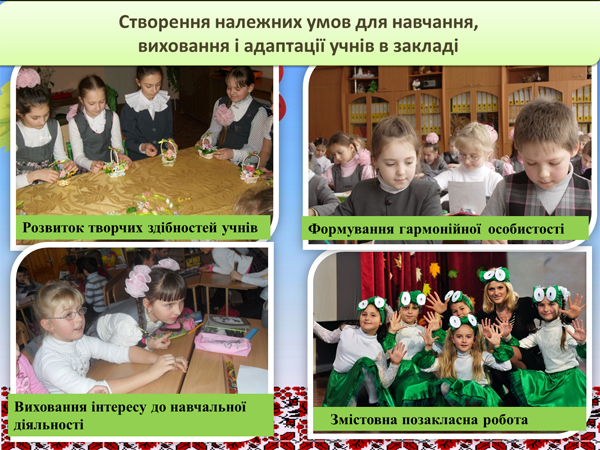 Створення належних умов для навчання,
виховання і адаптації учнів в закладі
Розвиток творчих здібностей учнів
Формування гармонійної особистості
Виховання інтересу до навчальної
діяльності
Змістовна позакласна робота